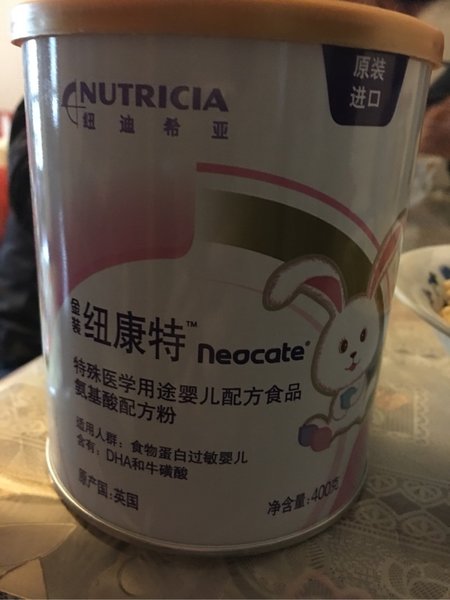 原装
进口
NUTRICIA
纽迪希亚
金装 纽康特™ Neocate®
特殊医学用途婴儿配方食品
氨基酸配方粉
适用人群：食物蛋白过敏婴儿
含有：DHA和牛磺酸
原产国:英国
净含量:400克